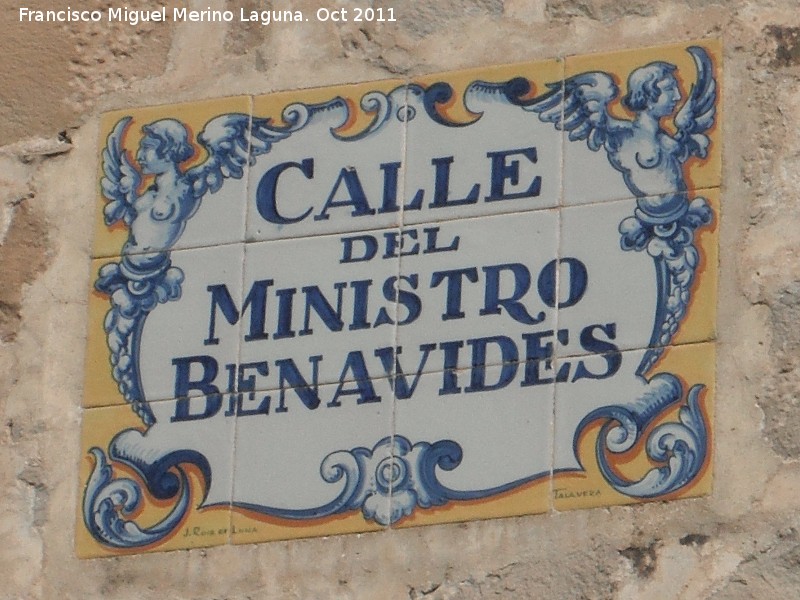 Francisco Miguel Merino Laguna. Oct 2011
CALLE
DEL
MINISTRO
BENAVIDES
TALAVERA
J. RUIZ DE LUNA